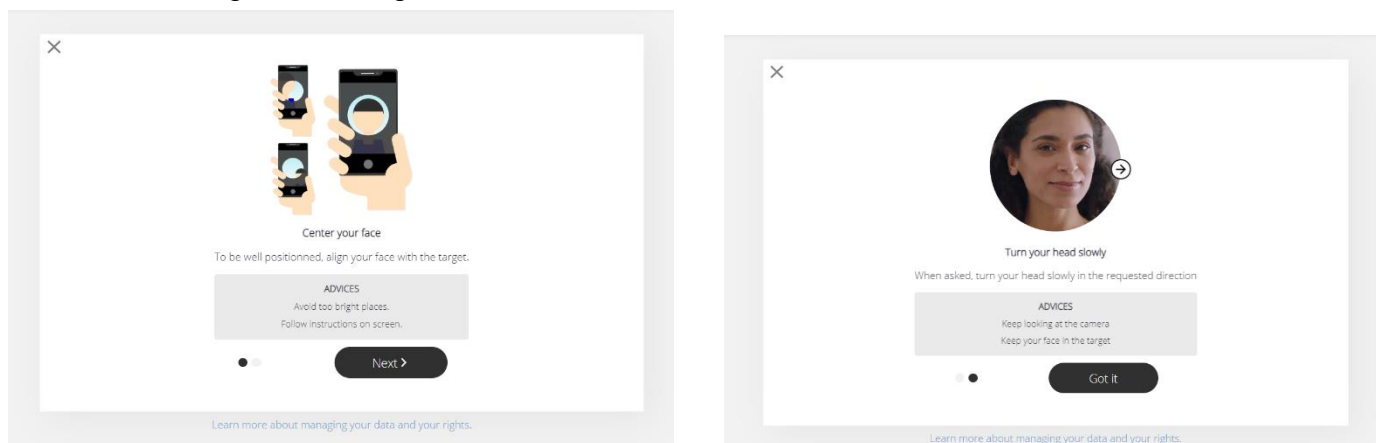 Center your face
To be well positionned, align your face with the target.
ADVICES
Avoid too bright places.
Follow instructions on screen.
Next
Learn more about managing your data and your rights.
Turn your head slowly
When asked, turn your head slowly in the requested direction
ADVICES
Keep looking at the camera
Keep your face in the target
Got it
Learn more about managing your data and your rights.